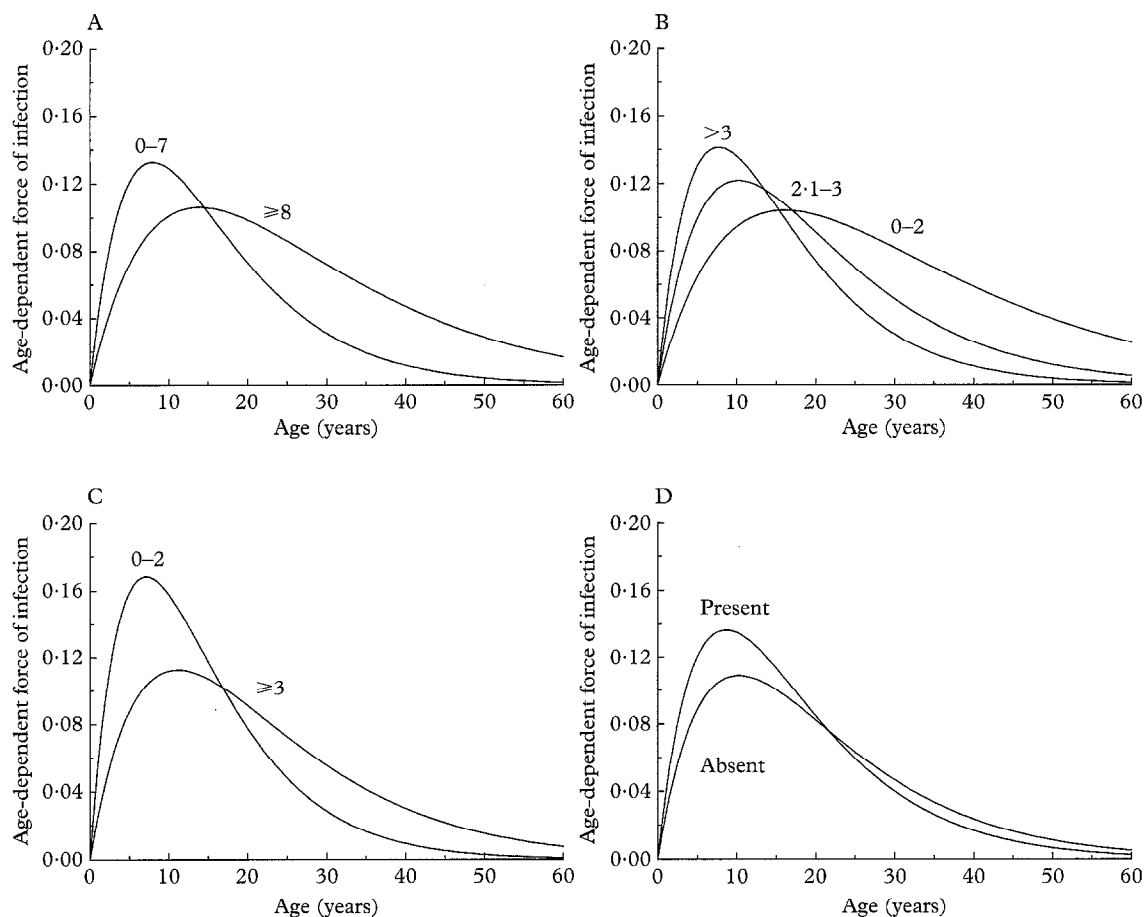 A
0·20
0·16
0·12
0·08
0·04
0·00
Age-dependent force of infection
0–7
⩾8
0 10 20 30 40 50 60
Age (years)
B
0·20
0·16
0·12
0·08
0·04
0·00
Age-dependent force of infection
>3
2·1–3
0–2
0 10 20 30 40 50 60
Age (years)
C
0·20
0·16
0·12
0·08
0·04
0·00
Age-dependent force of infection
0–2
⩾3
0 10 20 30 40 50 60
Age (years)
D
0·20
0·16
0·12
0·08
0·04
0·00
Age-dependent force of infection
Present
Absent
0 10 20 30 40 50 60
Age (years)